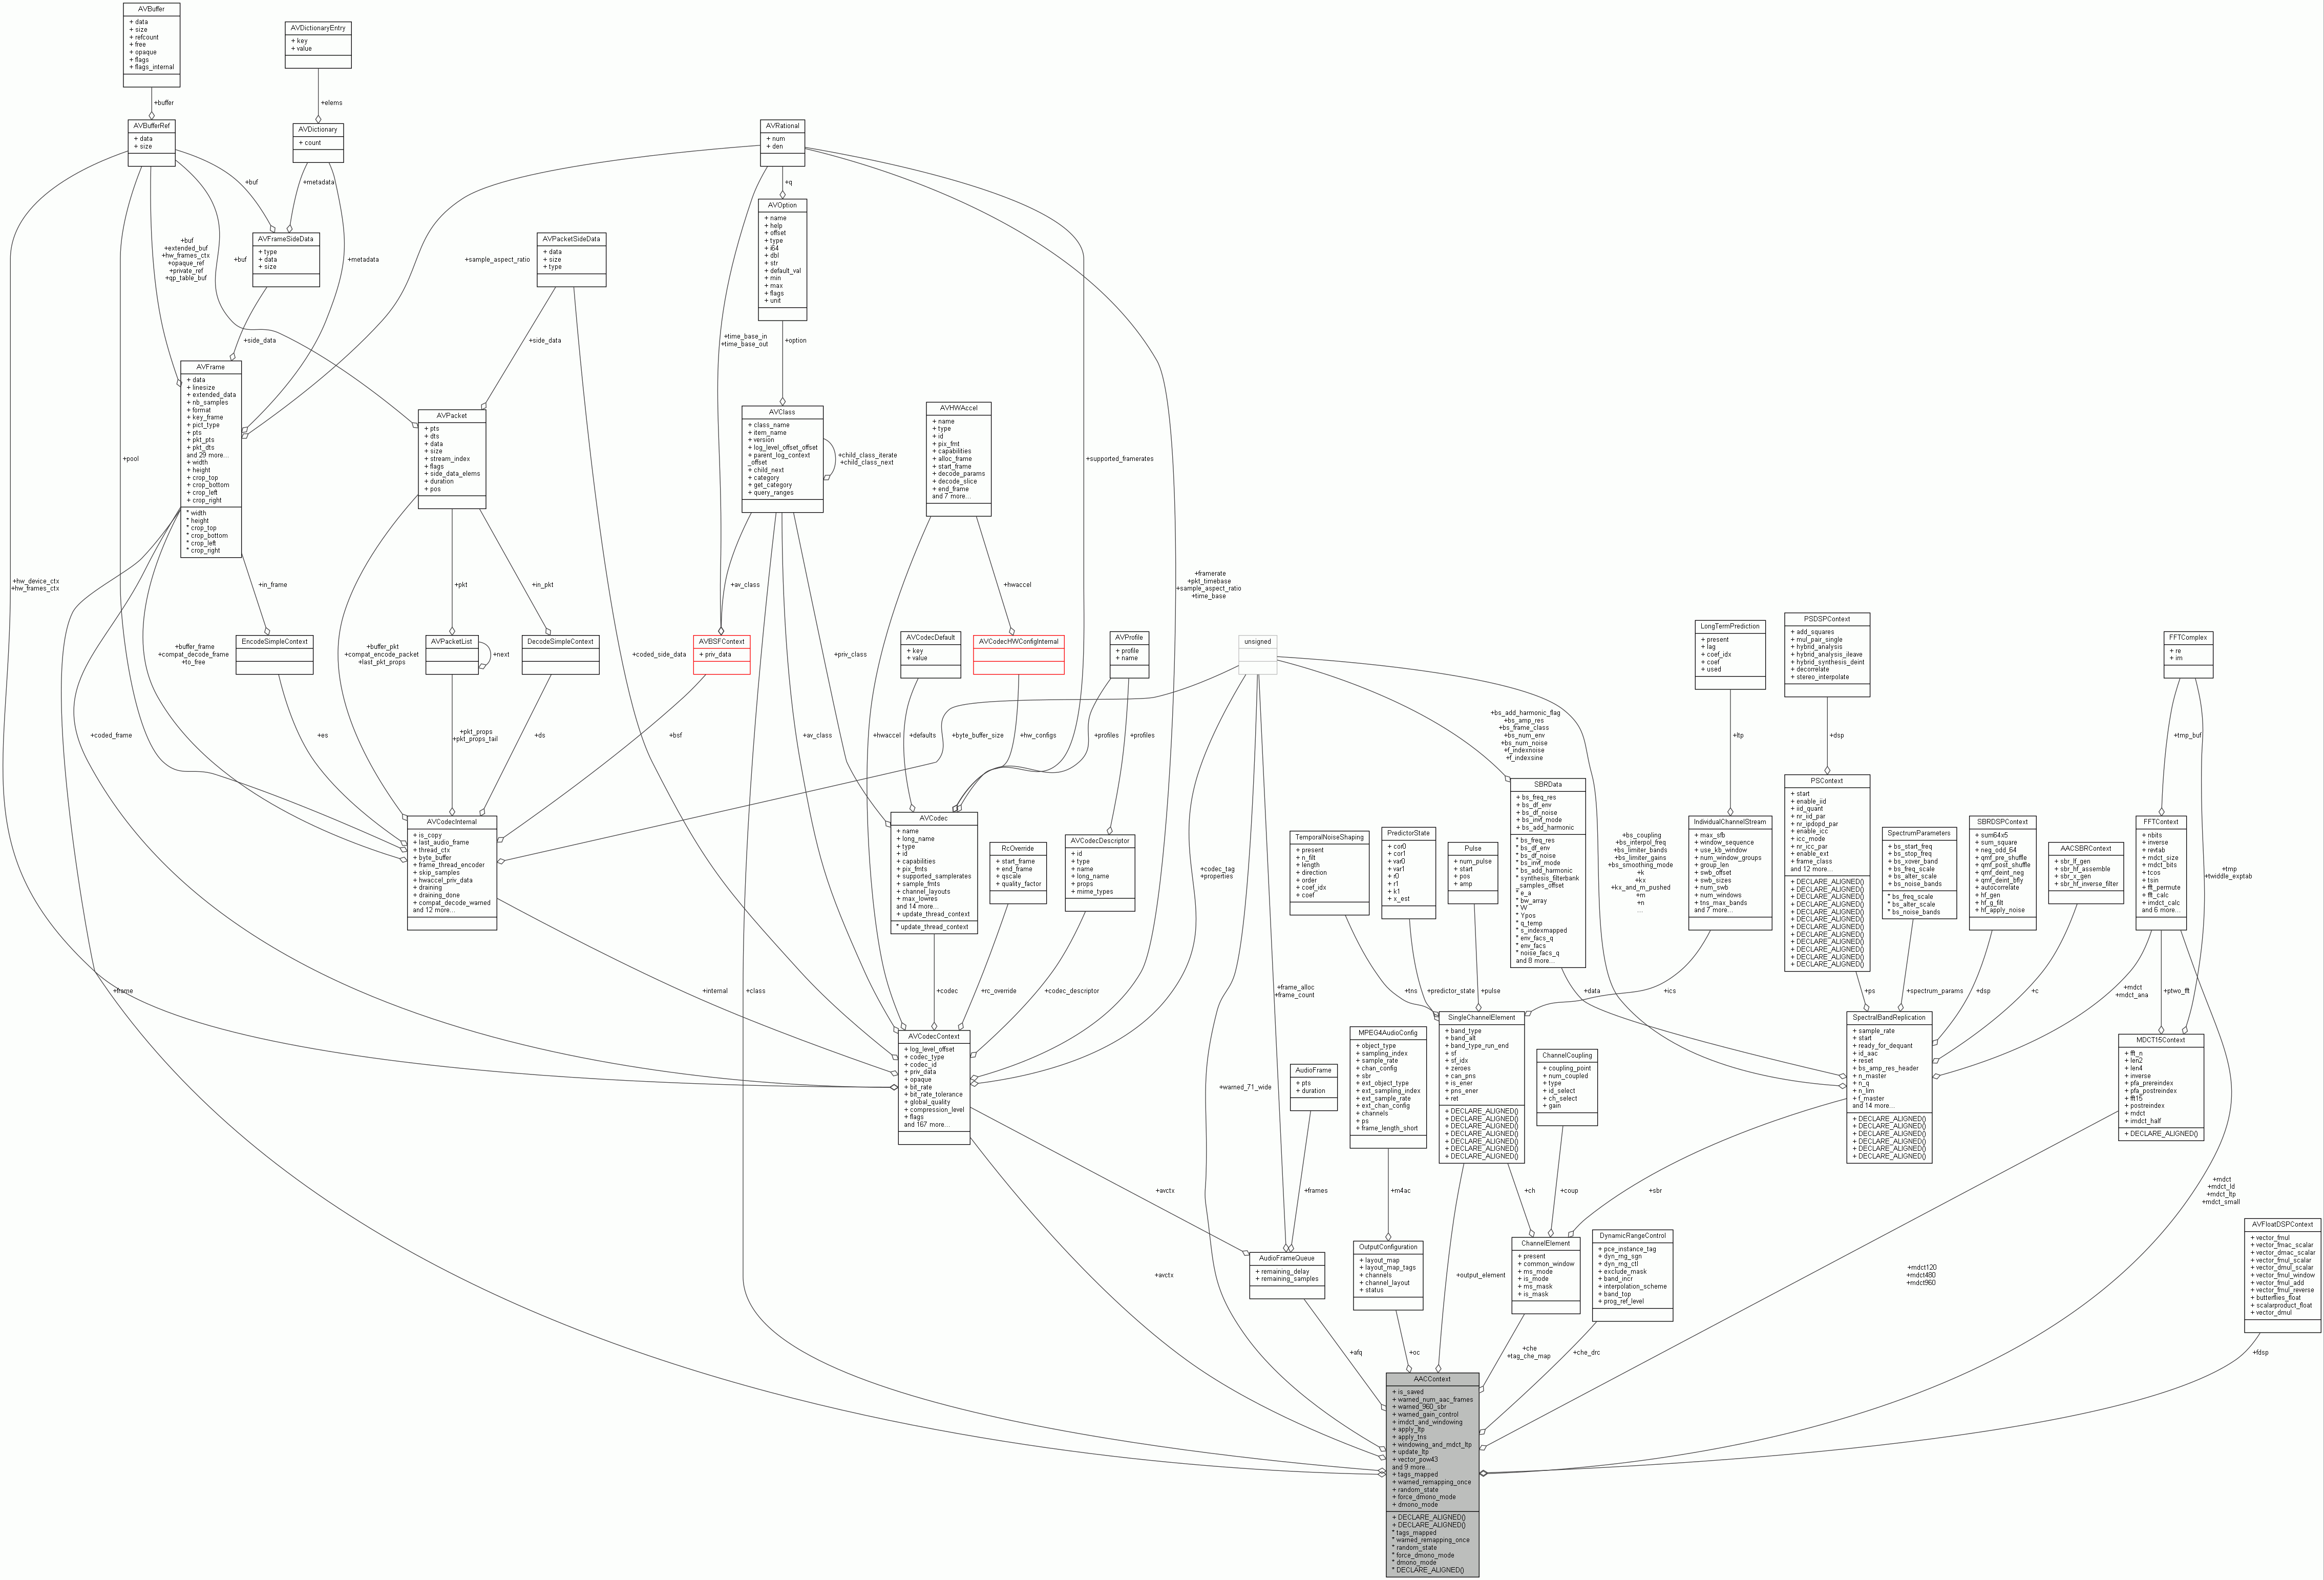 AVBuffer
+ data
+ size
+ refcount
+ free
+ opaque
+ flags
+ flags_internal
AVDictionaryEntry
+ key
+ value
+buffer
+elems
AVBufferRef
+ data
+ size
AVDictionary
+ count
AVRational
+ num
+ den
+buf
+metadata
+q
AVOption
+ name
+ help
+ offset
+ type
+ i64
+ dbl
+ str
+ default_val
+ min
+ max
+ flags
+ unit
AVFrameSideData
+ type
+ data
+ size
AVPacketSideData
+ data
+ size
+ type
+buf
+extended_buf
+hw_frames_ctx
+opaque_ref
+private_ref
+qp_table_buf
+buf
+metadata
+sample_aspect_ratio
+side_data
+side_data
+time_base_in
+time_base_out
+option
AVFrame
+ data
+ linesize
+ extended_data
+ nb_samples
+ format
+ key_frame
+ pict_type
+ pts
+ pkt_pts
+ pkt_dts
and 29 more...
+ width
+ height
+ crop_top
+ crop_bottom
+ crop_left
+ crop_right
* width
* height
* crop_top
* crop_bottom
* crop_left
* crop_right
AVPacket
+ pts
+ dts
+ data
+ size
+ stream_index
+ flags
+ side_data_elems
+ duration
+ pos
AVClass
+ class_name
+ item_name
+ version
+ log_level_offset_offset
+ parent_log_context
_offset
+ child_next
+ category
+ get_category
+ query_ranges
+child_class_iterate
+child_class_next
AVHWAccel
+ name
+ type
+ id
+ pix_fmt
+ capabilities
+ alloc_frame
+ start_frame
+ decode_params
+ decode_slice
+ end_frame
and 7 more...
+pool
+supported_framerates
+hw_device_ctx
+hw_frames_ctx
+in_frame
+pkt
+in_pkt
+av_class
+hwaccel
+framerate
+pkt_timebase
+sample_aspect_ratio
+time_base
+buffer_frame
+compat_decode_frame
+to_free
EncodeSimpleContext
+buffer_pkt
+compat_encode_packet
+last_pkt_props
AVPacketList
+next
DecodeSimpleContext
+coded_side_data
AVBSFContext
+ priv_data
+priv_class
AVCodecDefault
+ key
+ value
AVCodecHWConfigInternal
AVProfile
+ profile
+ name
unsigned
LongTermPrediction
+ present
+ lag
+ coef_idx
+ coef
+ used
PSDSPContext
+ add_squares
+ mul_pair_single
+ hybrid_analysis
+ hybrid_analysis_ileave
+ hybrid_synthesis_deint
+ decorrelate
+ stereo_interpolate
FFTComplex
+ re
+ im
+coded_frame
+es
+pkt_props
+pkt_props_tail
+ds
+bsf
+av_class
+hwaccel
+defaults
+byte_buffer_size
+hw_configs
+profiles
+profiles
+bs_add_harmonic_flag
+bs_amp_res
+bs_frame_class
+bs_num_env
+bs_num_noise
+f_indexnoise
+f_indexsine
+ltp
+dsp
+tmp_buf
AVCodecInternal
+ is_copy
+ last_audio_frame
+ thread_ctx
+ byte_buffer
+ frame_thread_encoder
+ skip_samples
+ hwaccel_priv_data
+ draining
+ draining_done
+ compat_decode_warned
and 12 more...
AVCodec
+ name
+ long_name
+ type
+ id
+ capabilities
+ pix_fmts
+ supported_samplerates
+ sample_fmts
+ channel_layouts
+ max_lowres
and 14 more...
+ update_thread_context
* update_thread_context
RcOverride
+ start_frame
+ end_frame
+ qscale
+ quality_factor
AVCodecDescriptor
+ id
+ type
+ name
+ long_name
+ props
+ mime_types
+codec_tag
+properties
TemporalNoiseShaping
+ present
+ n_filt
+ length
+ direction
+ order
+ coef_idx
+ coef
PredictorState
+ cor0
+ cor1
+ var0
+ var1
+ r0
+ r1
+ k1
+ x_est
Pulse
+ num_pulse
+ start
+ pos
+ amp
SBRData
+ bs_freq_res
+ bs_df_env
+ bs_df_noise
+ bs_invf_mode
+ bs_add_harmonic
* bs_freq_res
* bs_df_env
* bs_df_noise
* bs_invf_mode
* bs_add_harmonic
* synthesis_filterbank
_samples_offset
* e_a
* bw_array
* W
* Ypos
* q_temp
* s_indexmapped
* env_facs_q
* env_facs
* noise_facs_q
and 8 more...
+bs_coupling
+bs_interpol_freq
+bs_limiter_bands
+bs_limiter_gains
+bs_smoothing_mode
+k
+kx
+kx_and_m_pushed
+m
+n
...
IndividualChannelStream
+ max_sfb
+ window_sequence
+ use_kb_window
+ num_window_groups
+ group_len
+ swb_offset
+ swb_sizes
+ num_swb
+ num_windows
+ tns_max_bands
and 7 more...
PSContext
+ start
+ enable_iid
+ iid_quant
+ nr_iid_par
+ nr_ipdopd_par
+ enable_icc
+ icc_mode
+ nr_icc_par
+ enable_ext
+ frame_class
and 12 more...
+ DECLARE_ALIGNED()
+ DECLARE_ALIGNED()
+ DECLARE_ALIGNED()
+ DECLARE_ALIGNED()
+ DECLARE_ALIGNED()
+ DECLARE_ALIGNED()
+ DECLARE_ALIGNED()
+ DECLARE_ALIGNED()
+ DECLARE_ALIGNED()
+ DECLARE_ALIGNED()
+ DECLARE_ALIGNED()
+ DECLARE_ALIGNED()
SpectrumParameters
+ bs_start_freq
+ bs_stop_freq
+ bs_xover_band
+ bs_freq_scale
+ bs_alter_scale
+ bs_noise_bands
* bs_freq_scale
* bs_alter_scale
* bs_noise_bands
SBRDSPContext
+ sum64x5
+ sum_square
+ neg_odd_64
+ qmf_pre_shuffle
+ qmf_post_shuffle
+ qmf_deint_neg
+ qmf_deint_bfly
+ autocorrelate
+ hf_gen
+ hf_g_filt
+ hf_apply_noise
AACSBRContext
+ sbr_lf_gen
+ sbr_hf_assemble
+ sbr_x_gen
+ sbr_hf_inverse_filter
FFTContext
+ nbits
+ inverse
+ revtab
+ mdct_size
+ mdct_bits
+ tcos
+ tsin
+ fft_permute
+ fft_calc
+ imdct_calc
and 6 more...
+tmp
+twiddle_exptab
+frame
+internal
+class
+codec
+rc_override
+codec_descriptor
+frame_alloc
+frame_count
+tns
+predictor_state
+pulse
+data
+ics
+ps
+spectrum_params
+dsp
+c
+mdct
+mdct_ana
+ptwo_fft
AVCodecContext
+ log_level_offset
+ codec_type
+ codec_id
+ priv_data
+ opaque
+ bit_rate
+ bit_rate_tolerance
+ global_quality
+ compression_level
+ flags
and 167 more...
+warned_71_wide
AudioFrame
+ pts
+ duration
MPEG4AudioConfig
+ object_type
+ sampling_index
+ sample_rate
+ chan_config
+ sbr
+ ext_object_type
+ ext_sampling_index
+ ext_sample_rate
+ ext_chan_config
+ channels
+ ps
+ frame_length_short
SingleChannelElement
+ band_type
+ band_alt
+ band_type_run_end
+ sf
+ sf_idx
+ zeroes
+ can_pns
+ is_ener
+ pns_ener
+ ret
+ DECLARE_ALIGNED()
+ DECLARE_ALIGNED()
+ DECLARE_ALIGNED()
+ DECLARE_ALIGNED()
+ DECLARE_ALIGNED()
+ DECLARE_ALIGNED()
+ DECLARE_ALIGNED()
ChannelCoupling
+ coupling_point
+ num_coupled
+ type
+ id_select
+ ch_select
+ gain
SpectralBandReplication
+ sample_rate
+ start
+ ready_for_dequant
+ id_aac
+ reset
+ bs_amp_res_header
+ n_master
+ n_q
+ n_lim
+ f_master
and 14 more...
+ DECLARE_ALIGNED()
+ DECLARE_ALIGNED()
+ DECLARE_ALIGNED()
+ DECLARE_ALIGNED()
+ DECLARE_ALIGNED()
+ DECLARE_ALIGNED()
MDCT15Context
+ fft_n
+ len2
+ len4
+ inverse
+ pfa_prereindex
+ pfa_postreindex
+ fft15
+ postreindex
+ mdct
+ imdct_half
+ DECLARE_ALIGNED()
+avctx
+frames
+m4ac
+ch
+coup
+sbr
+mdct
+mdct_ld
+mdct_ltp
+mdct_small
+avctx
AudioFrameQueue
+ remaining_delay
+ remaining_samples
OutputConfiguration
+ layout_map
+ layout_map_tags
+ channels
+ channel_layout
+ status
+output_element
ChannelElement
+ present
+ common_window
+ ms_mode
+ is_mode
+ ms_mask
+ is_mask
DynamicRangeControl
+ pce_instance_tag
+ dyn_rng_sgn
+ dyn_rng_ctl
+ exclude_mask
+ band_incr
+ interpolation_scheme
+ band_top
+ prog_ref_level
+mdct120
+mdct480
+mdct960
AVFloatDSPContext
+ vector_fmul
+ vector_fmac_scalar
+ vector_dmac_scalar
+ vector_fmul_scalar
+ vector_dmul_scalar
+ vector_fmul_window
+ vector_fmul_add
+ vector_fmul_reverse
+ butterflies_float
+ scalarproduct_float
+ vector_dmul
+afq
+oc
+che
+tag_che_map
+che_drc
+fdsp
AACContext
+ is_saved
+ warned_num_aac_frames
+ warned_960_sbr
+ warned_gain_control
+ imdct_and_windowing
+ apply_ltp
+ apply_tns
+ windowing_and_mdct_ltp
+ update_ltp
+ vector_pow43
and 9 more...
+ tags_mapped
+ warned_remapping_once
+ random_state
+ force_dmono_mode
+ dmono_mode
+ DECLARE_ALIGNED()
+ DECLARE_ALIGNED()
* tags_mapped
* warned_remapping_once
* random_state
* force_dmono_mode
* dmono_mode
* DECLARE_ALIGNED()